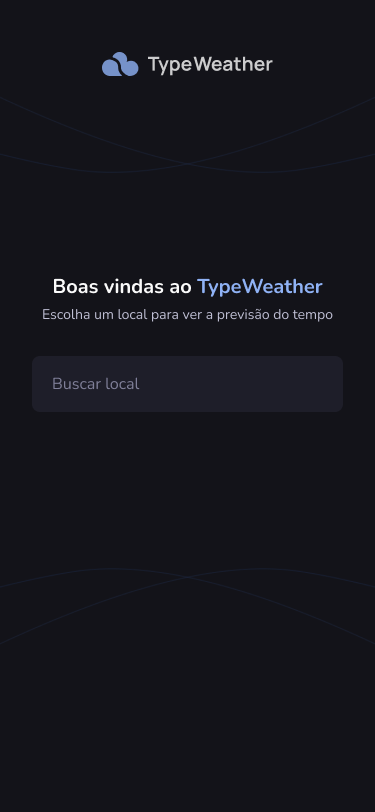 TypeWeather
Boas vindas ao TypeWeather
Escolha um local para ver a previsão do tempo
Buscar local